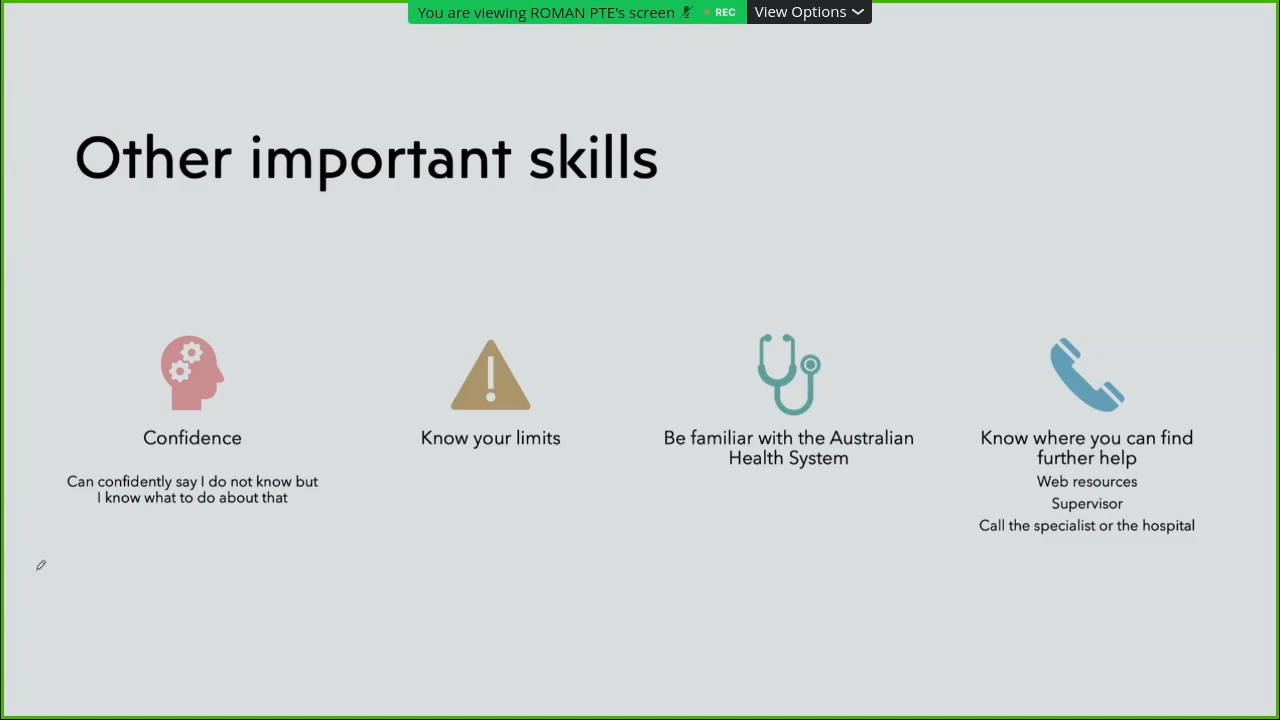 You are viewing ROMAN PTE's screen
REC
View Options
Other important skills
Confidence
Can confidently say I do not know but
I know what to do about that
Know your limits
Be familiar with the Australian
Health System
Know where you can find
further help
Web resources
Supervisor
Call the specialist or the hospital